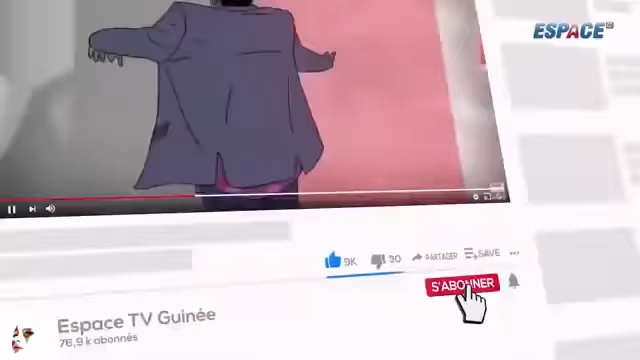 ESPACE
9K 30 PARTAGER SAVE
S'ABONNER
Espace TV Guinée
76,9 k abonnés